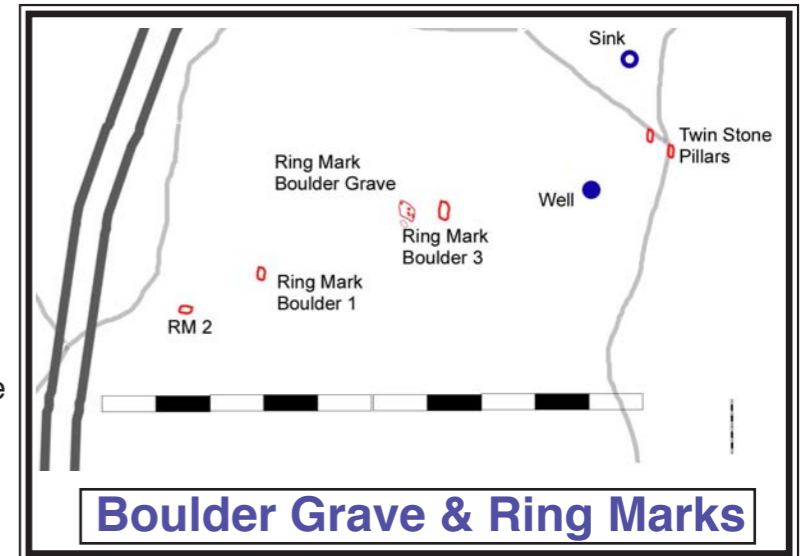 Sink
Twin Stone
Pillars
Ring Mark
Boulder Grave
Well
Ring Mark
Boulder 3
Ring Mark
Boulder 1
RM 2
e
Boulder Grave & Ring Marks